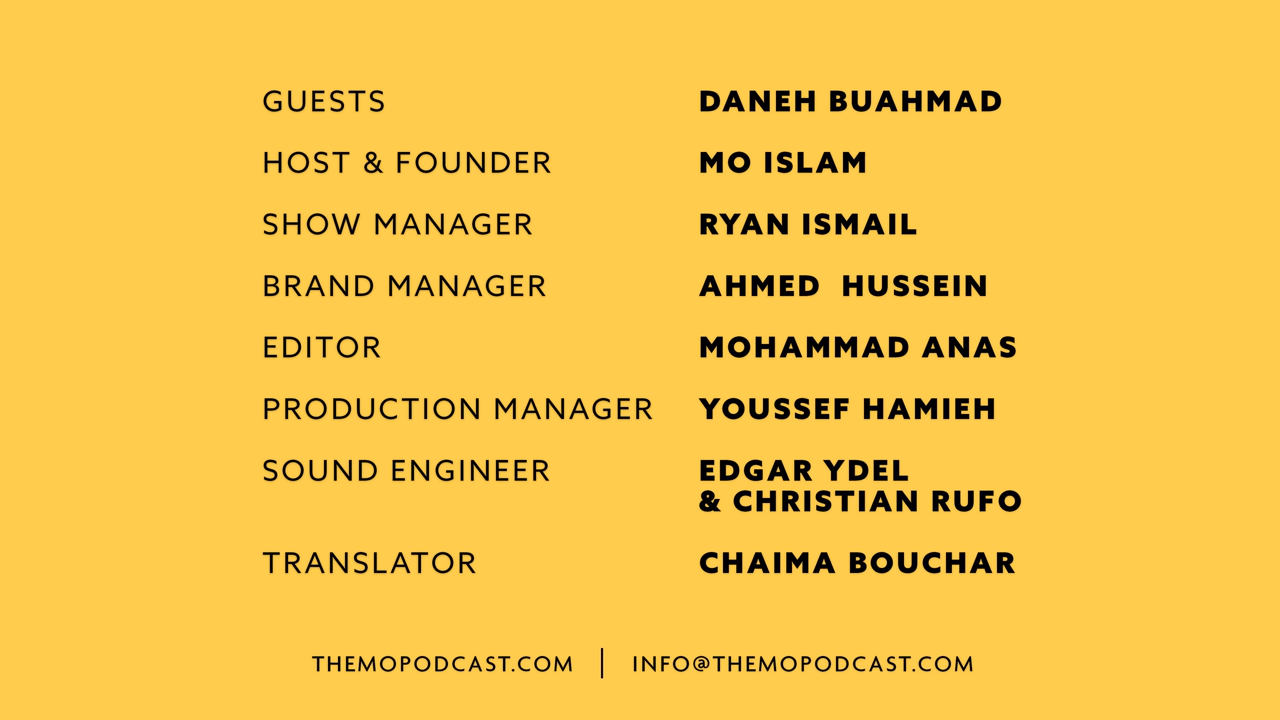 GUESTS DANEH BUAHMAD
HOST & FOUNDER MO ISLAM
SHOW MANAGER RYAN ISMAIL
BRAND MANAGER AHMED HUSSEIN
EDITOR MOHAMMAD ANAS
PRODUCTION MANAGER YOUSSEF HAMIEH
SOUND ENGINEER EDGAR YDEL
& CHRISTIAN RUFO
TRANSLATOR CHAIMA BOUCHAR
THEMOPODCAST.COM | INFO@THEMOPODCAST.COM